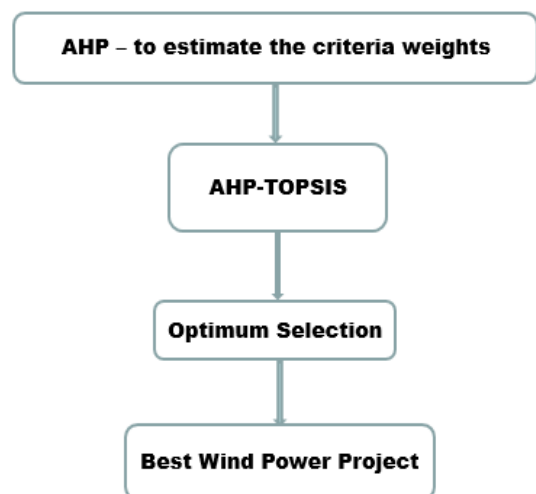 AHP – to estimate the criteria weights
AHP-TOPSIS
Optimum Selection
Best Wind Power Project